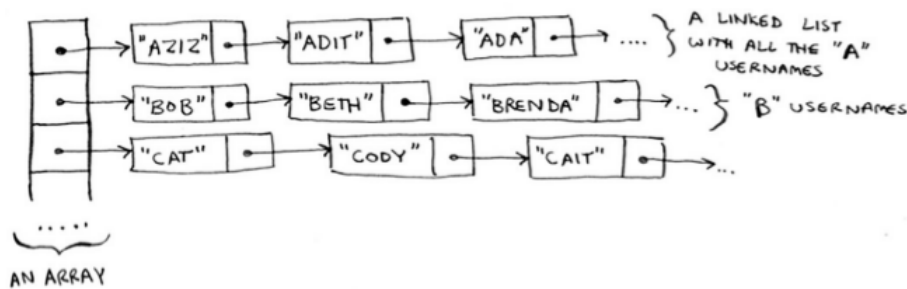 "AZIZ" "ADIT" "ADA" .... A LINKED LIST
WITH ALL THE "A"
USERNAMES
"BOB" "BETH" "BRENDA" ... "B" USERNAMES
"CAT" "CODY" "CAIT" ...
.....
AN ARRAY